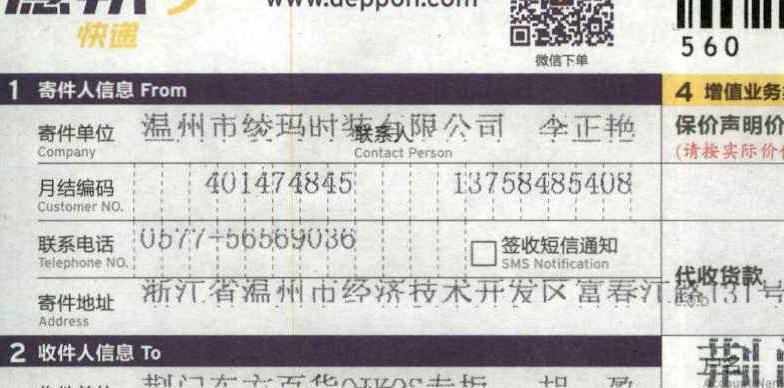 快递
www.deppon.com
微信下单
560
1 寄件人信息 From
4 增值业务
寄件单位 温州市绫玛时装有限公司 李正艳
Company
联系人
Contact Person
保价声明价
(请按实际价
月结编码 401474845 13758485408
Customer NO.
联系电话 0577-56569036
Telephone NO.
签收短信通知
SMS Notification
代收货款
寄件地址 浙江省温州市经济技术开发区富春江路131号
Address
2 收件人信息 To
荆门东方百货